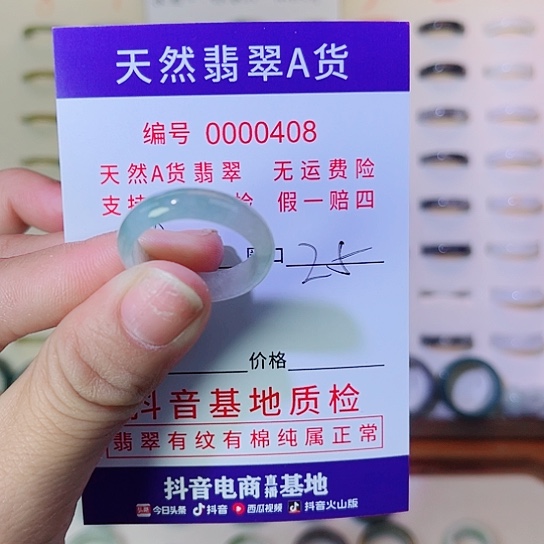 天然翡翠A货
编号 0000408
天然A货翡翠 无运费险
支持 检 假一赔四
口 25
价格
抖音基地质检
翡翠有纹有棉纯属正常
抖音电商直播基地
头条 今日头条 抖音 西瓜视频 抖音火山版